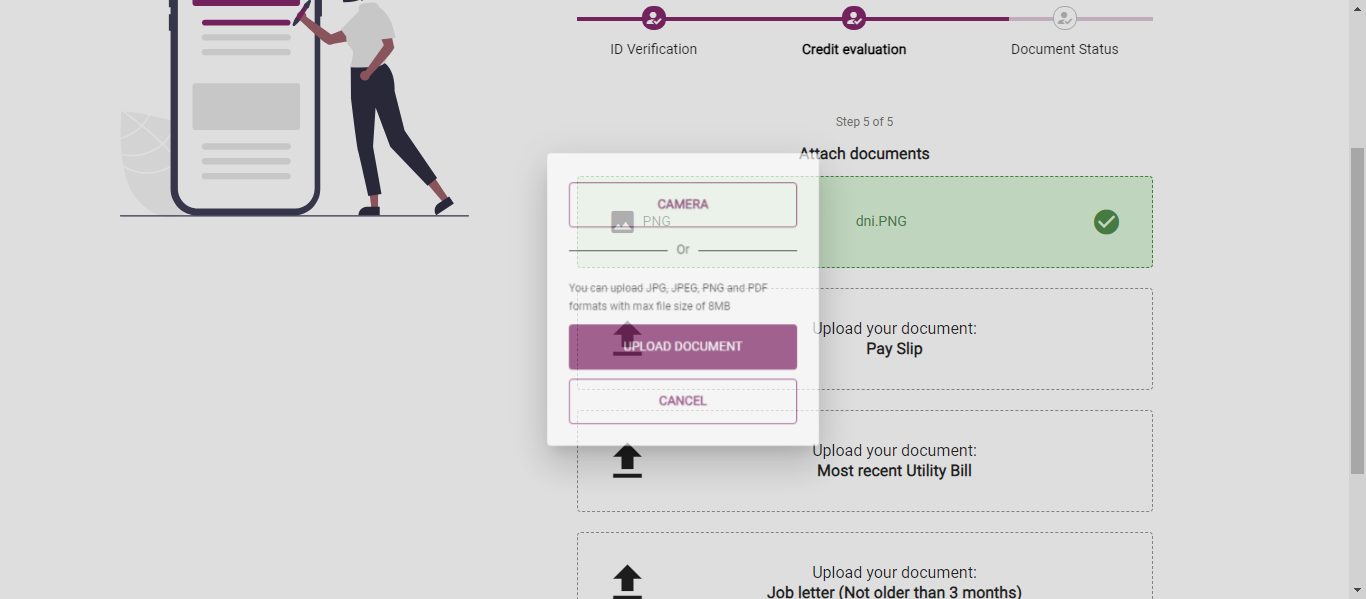 ID Verification
Credit evaluation
Document Status
Step 5 of 5
Attach documents
CAMERA
PNG
dni.PNG
Or
You can upload JPG, JPEG, PNG and PDF
formats with max file size of 8MB
UPLOAD DOCUMENT
CANCEL
Upload your document:
Pay Slip
Upload your document:
Most recent Utility Bill
Upload your document:
Job letter (Not older than 3 months)